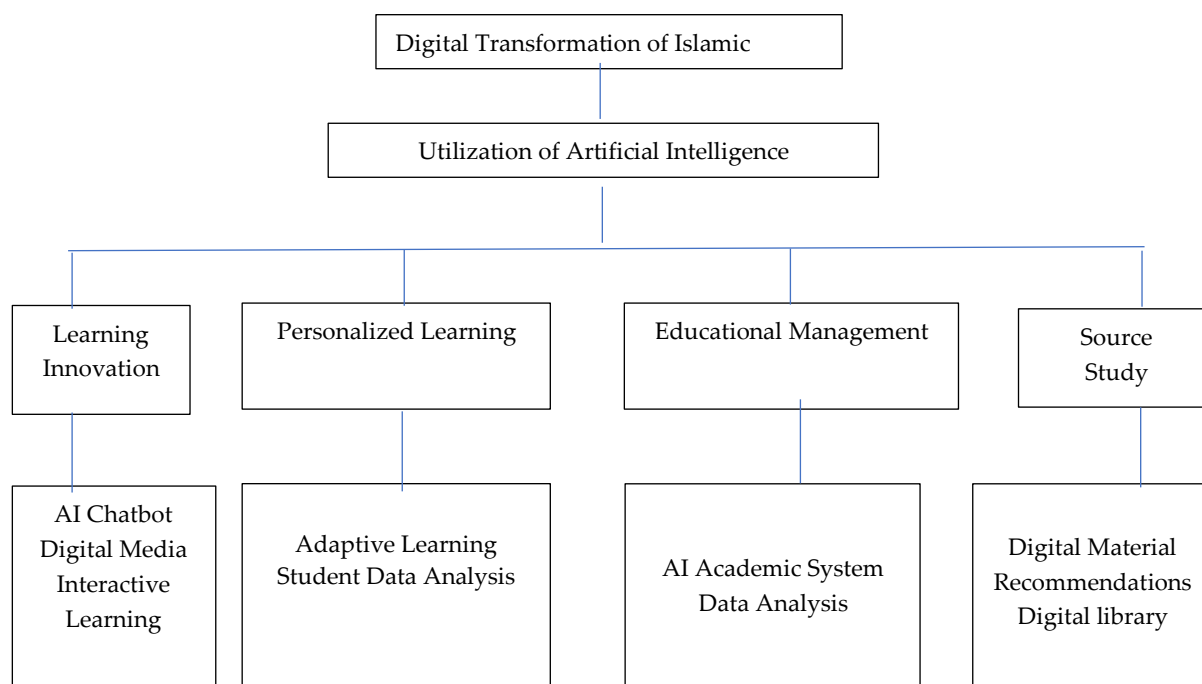 Digital Transformation of Islamic
Utilization of Artificial Intelligence
Learning
Innovation
Personalized Learning
Educational Management
Source
Study
AI Chatbot
Digital Media
Interactive
Learning
Adaptive Learning
Student Data Analysis
AI Academic System
Data Analysis
Digital Material
Recommendations
Digital library